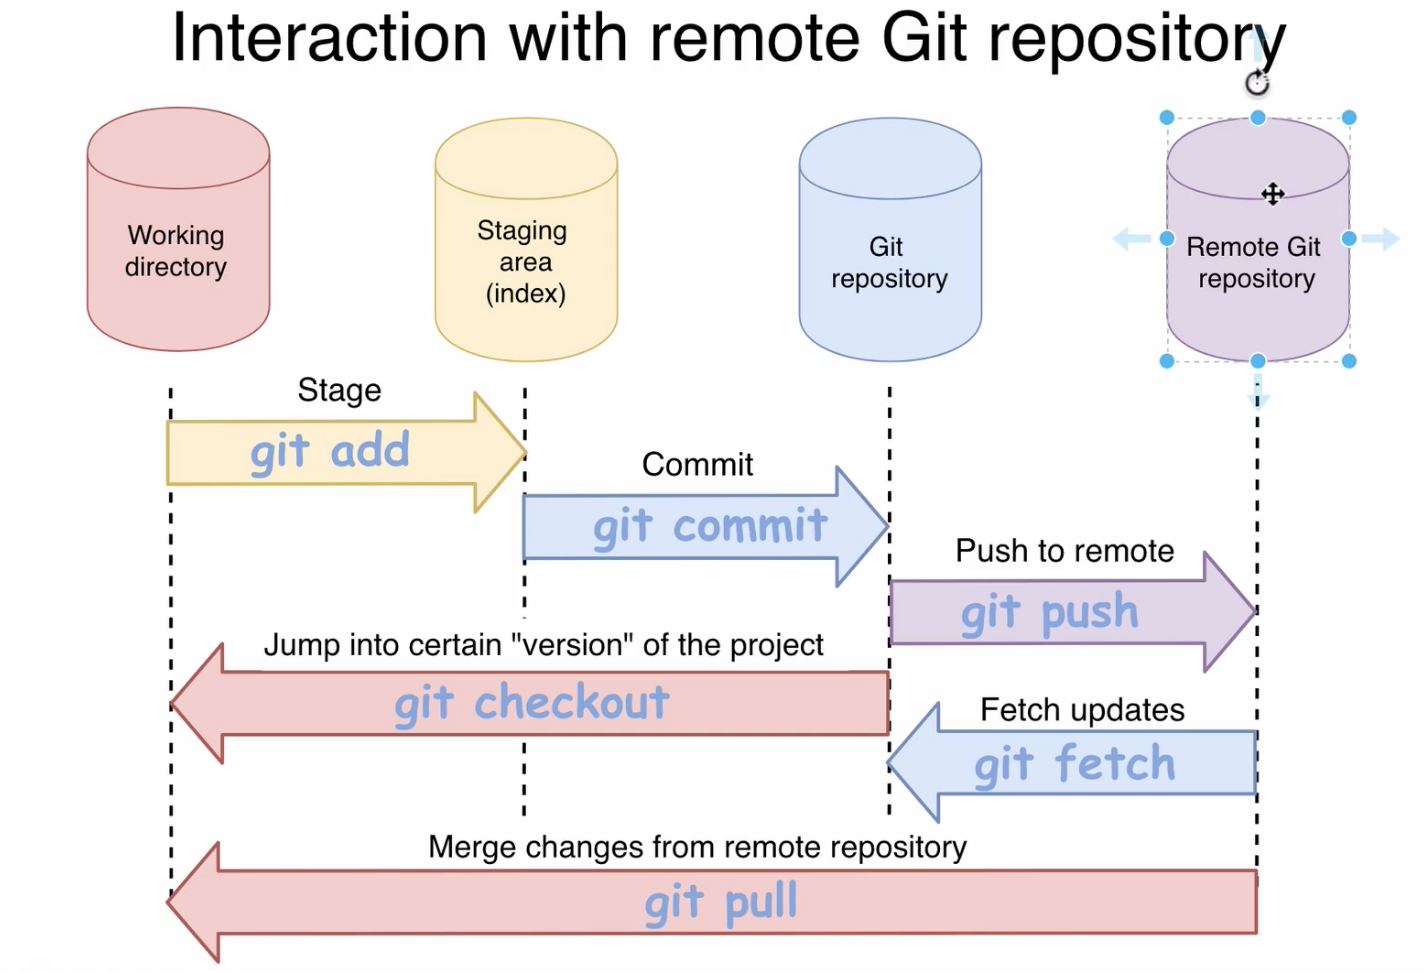 Interaction with remote Git repository
Working
directory
Staging
area
(index)
Git
repository
Remote Git
repository
Stage
git add
Commit
git commit
Push to remote
git push
Jump into certain "version" of the project
git checkout
Fetch updates
git fetch
Merge changes from remote repository
git pull